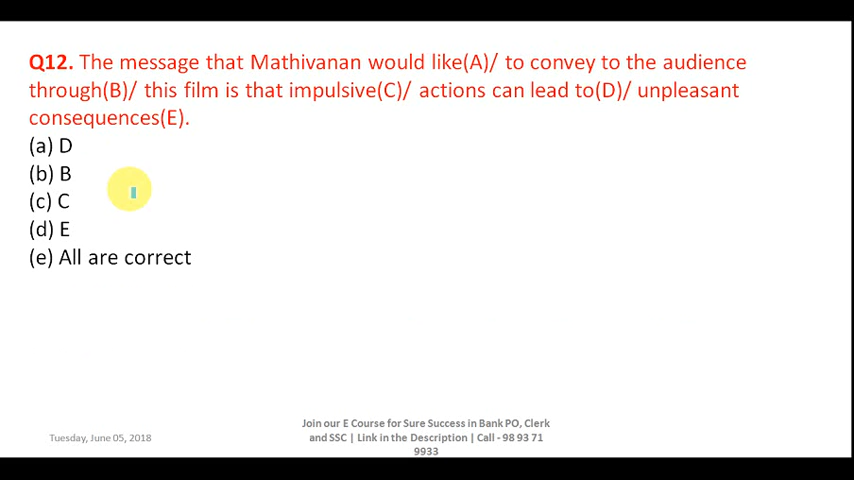 Q12. The message that Mathivanan would like(A)/ to convey to the audience
through(B)/ this film is that impulsive(C)/ actions can lead to(D)/ unpleasant
consequences(E).
(a) D
(b) B
(c) C
(d) E
(e) All are correct
Tuesday, June 05, 2018
Join our E Course for Sure Success in Bank PO, Clerk
and SSC | Link in the Description | Call - 98 93 71
9933